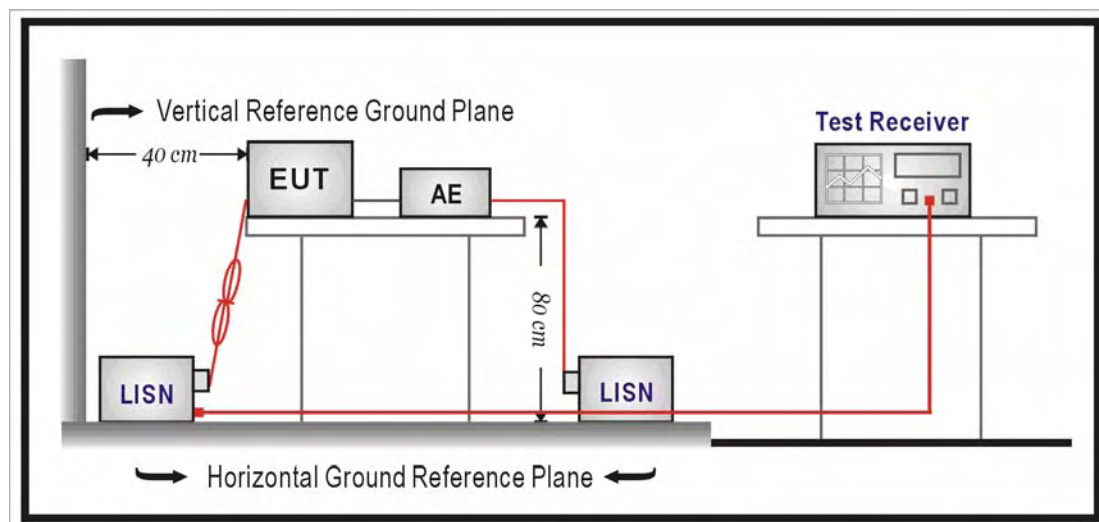 Vertical Reference Ground Plane
Test Receiver
40 cm
EUT
AE
80 cm
LISN
LISN
Horizontal Ground Reference Plane